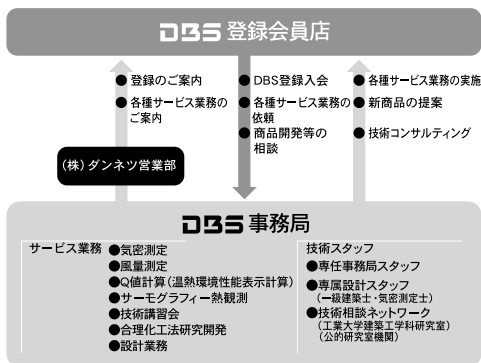 DBS 登録会員店
●登録のご案内
●各種サービス業務の
ご案内
●DBS登録入会
●各種サービス業務の
依頼
●商品開発等の
相談
●各種サービス業務の実施
●新商品の提案
●技術コンサルティング
(株)ダンネツ営業部
DBS 事務局
サービス業務
●気密測定
●風量測定
●Q値計算(温熱環境性能表示計算)
●サーモグラフィー熱観測
●技術講習会
●合理化工法研究開発
●設計業務
技術スタッフ
●専任事務局スタッフ
●専属設計スタッフ
(一級建築士・気密測定士)
●技術相談ネットワーク
(工業大学建築工学科研究室)
(公的研究室機関)